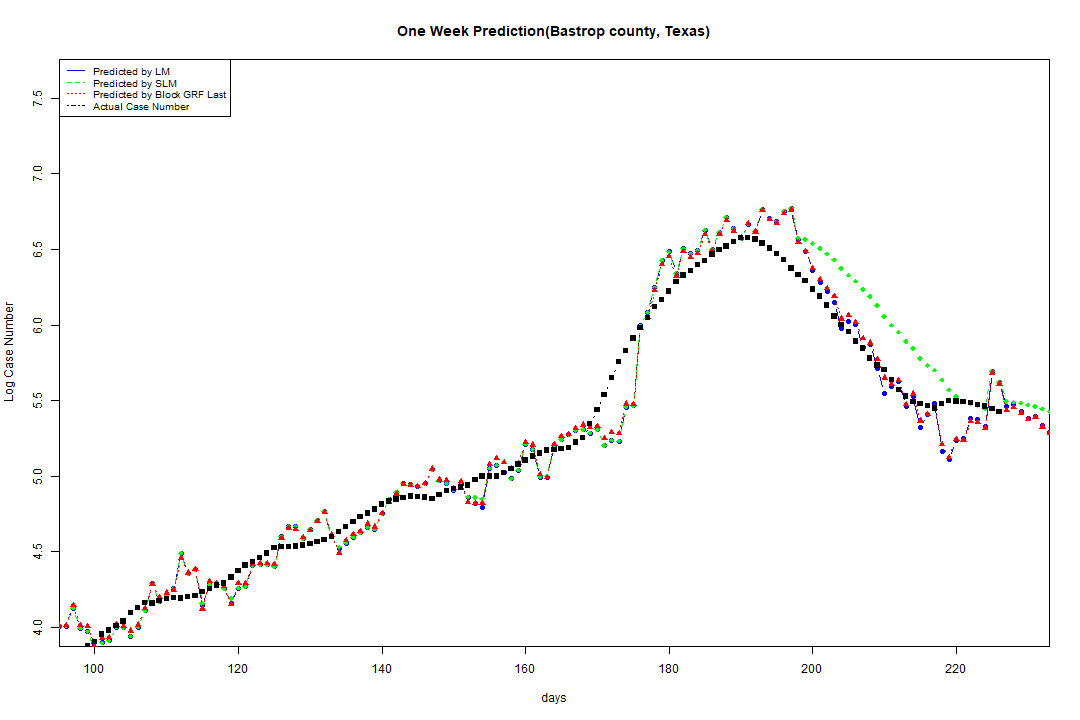 One Week Prediction(Bastrop county, Texas)
Predicted by LM
Predicted by SLM
Predicted by Block GRF Last
Actual Case Number
7.5
7.0
6.5
6.0
5.5
5.0
4.5
4.0
Log Case Number
100 120 140 160 180 200 220
days